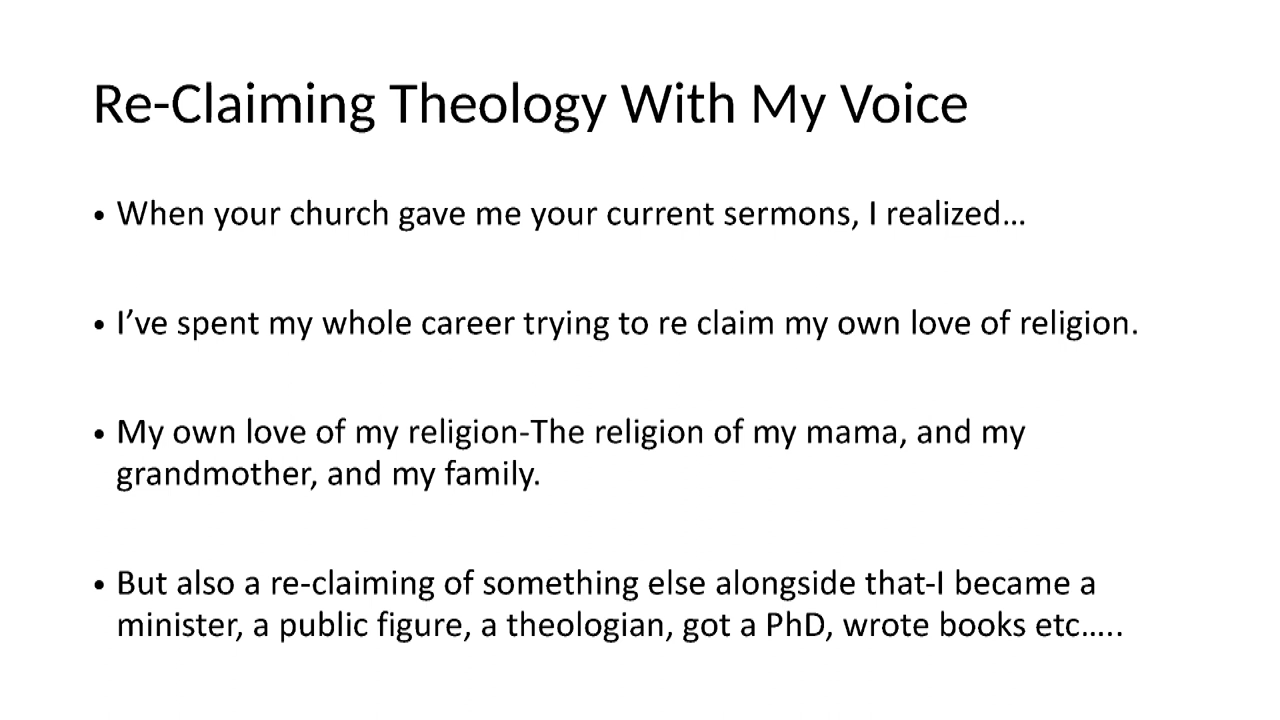 Re-Claiming Theology With My Voice
• When your church gave me your current sermons, I realized...
• I’ve spent my whole career trying to re claim my own love of religion.
• My own love of my religion-The religion of my mama, and my
grandmother, and my family.
• But also a re-claiming of something else alongside that-I became a
minister, a public figure, a theologian, got a PhD, wrote books etc…..